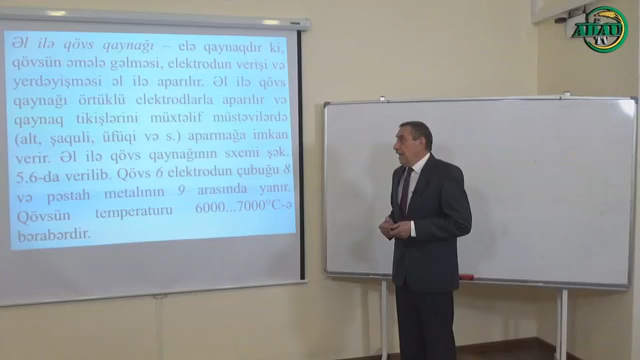 Əl ilə qövs qaynağı – elə qaynaqdır ki,
qövsün əmələ gəlməsi, elektrodun verişi və
yerdəyişməsi əl ilə aparılır. Əl ilə qövs
qaynağı örtüklü elektrodlarla aparılır və
qaynaq tikişlərini müxtəlif müstəvilərdə
(alt, şaquli, üfüqi və s.) aparmağa imkan
verir. Əl ilə qövs qaynağının sxemi şək.
5.6-da verilib. Qövs 6 elektrodun çubuğu 8
və pəstah metalının 9 arasında yanır.
Qövsün temperaturu 6000...7000°C-ə
bərabərdir.
ADAU
TV